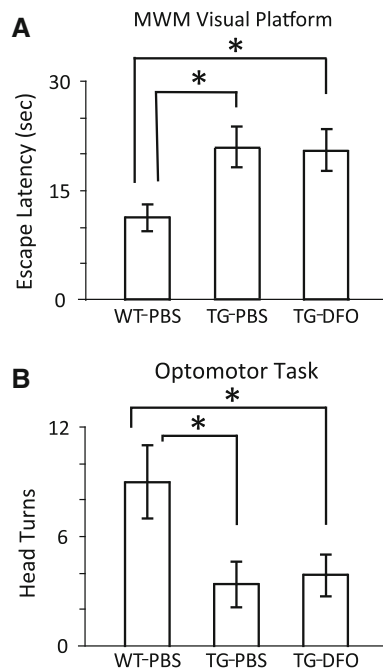 A
MWM Visual Platform
*
*
30
15
0
Escape Latency (sec)
WT-PBS TG-PBS TG-DFO
B
Optomotor Task
*
*
12
6
0
Head Turns
WT-PBS TG-PBS TG-DFO